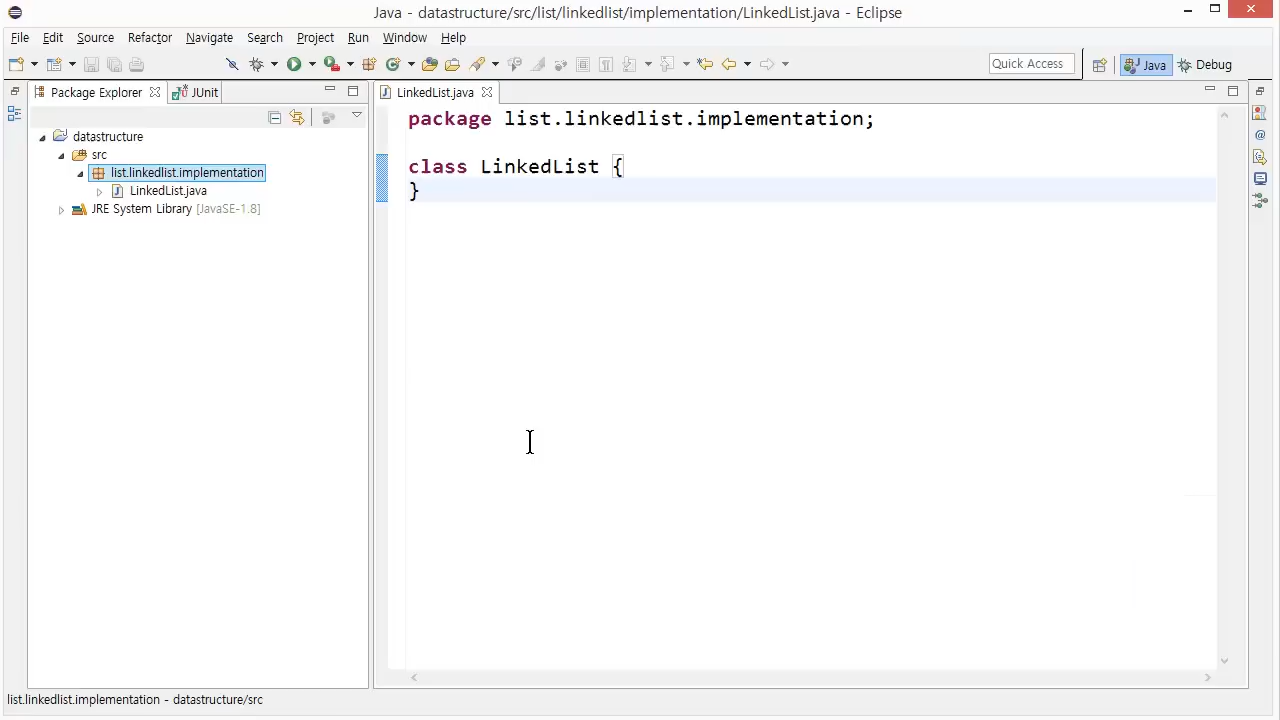 Java - datastructure/src/list/linkedlist/implementation/LinkedList.java - Eclipse
File Edit Source Refactor Navigate Search Project Run Window Help
Quick Access Java Debug
Package Explorer JUnit LinkedList.java
datastructure
src
list.linkedlist.implementation
LinkedList.java
JRE System Library [JavaSE-1.8]
package list.linkedlist.implementation;
class LinkedList {
}
list.linkedlist.implementation - datastructure/src